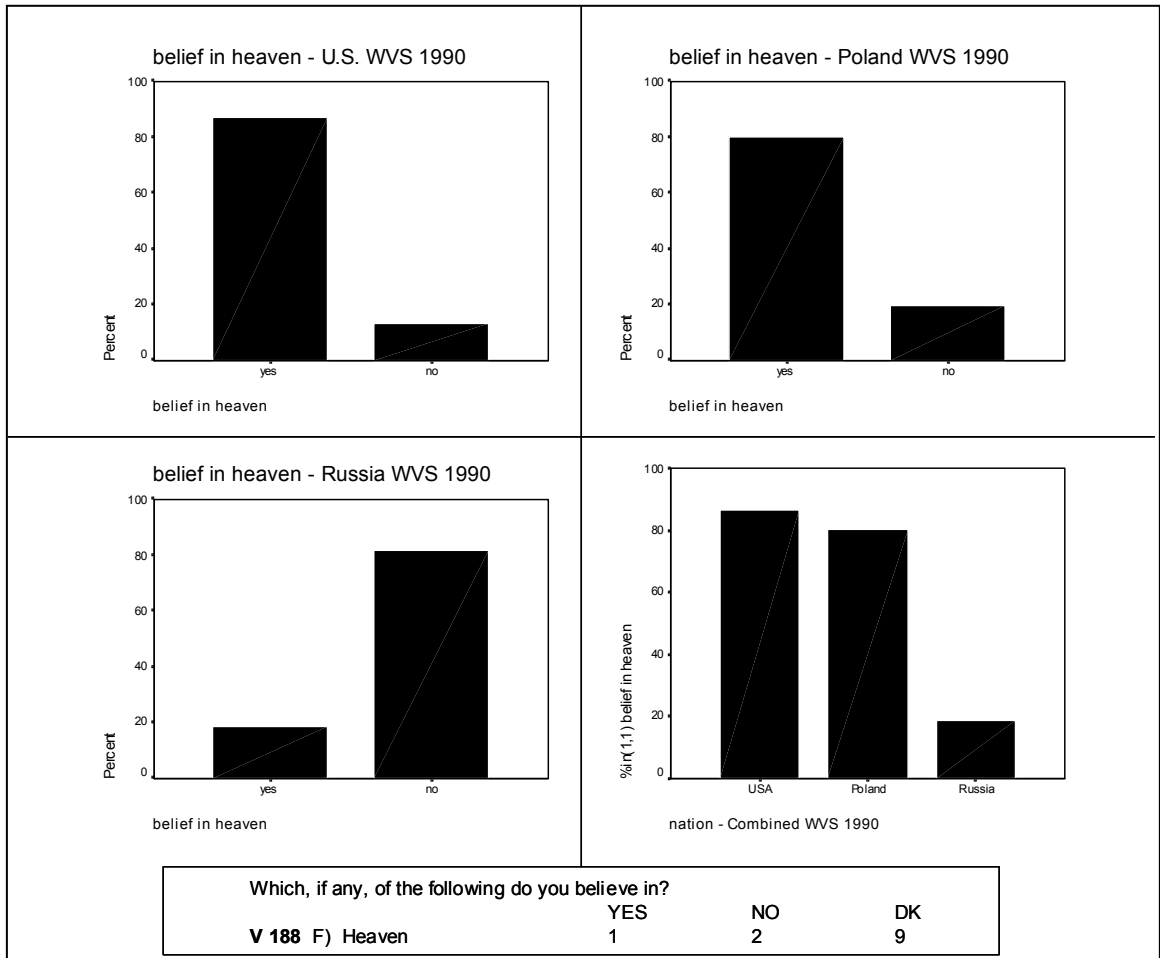 belief in heaven - U.S. WVS 1990
100
80
60
40
20
0
Percent
yes no
belief in heaven
belief in heaven - Poland WVS 1990
100
80
60
40
20
0
Percent
yes no
belief in heaven
belief in heaven - Russia WVS 1990
100
80
60
40
20
0
Percent
yes no
belief in heaven
100
80
60
40
20
0
%in(1,1) belief in heaven
USA Poland Russia
nation - Combined WVS 1990
Which, if any, of the following do you believe in?
YES NO DK
V 188 F) Heaven 1 2 9